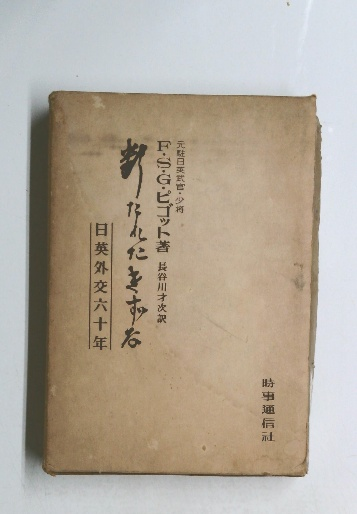 元駐日英武官・少将
F・S・G・ピゴット著
長谷川才次訳
断たれたきずな
日英外交六十年
時事通信社